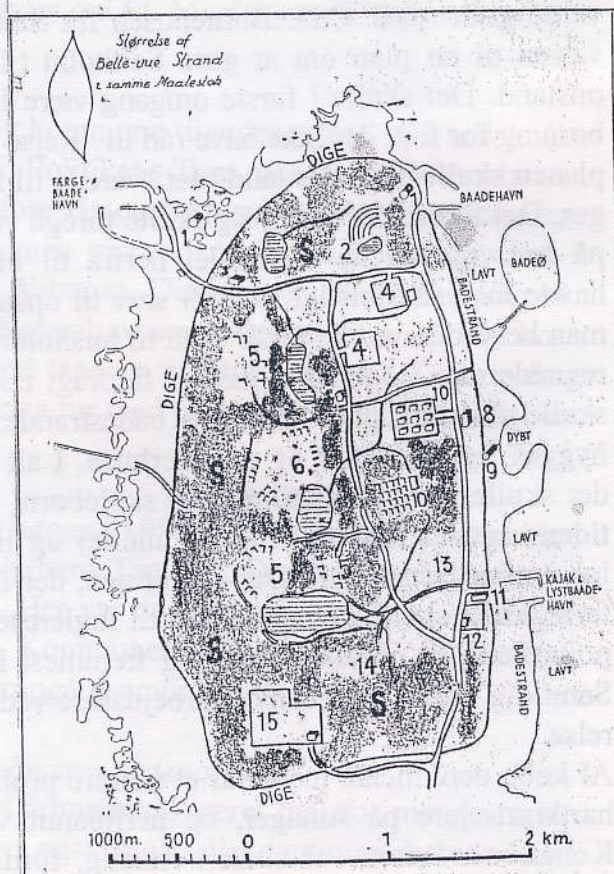 Størrelse af
Belle-vue Strand
i samme Maaleslok
DIGE
FÆRGE- &
BAADE
HAVN
BAADEHAVN
1.
S
2.
LAVT
BADESTRAND
BADEØ
4.
4.
DIGE
5.
10
8
DYBT
9
6.
S
10
LAVT
5
13
KAJAK &
LYSTBAADE-
HAVN
11
12
BADESTRAND
LAVT
S
14.
S
15
DIGE
1000 m. 500 0 1 2 km.